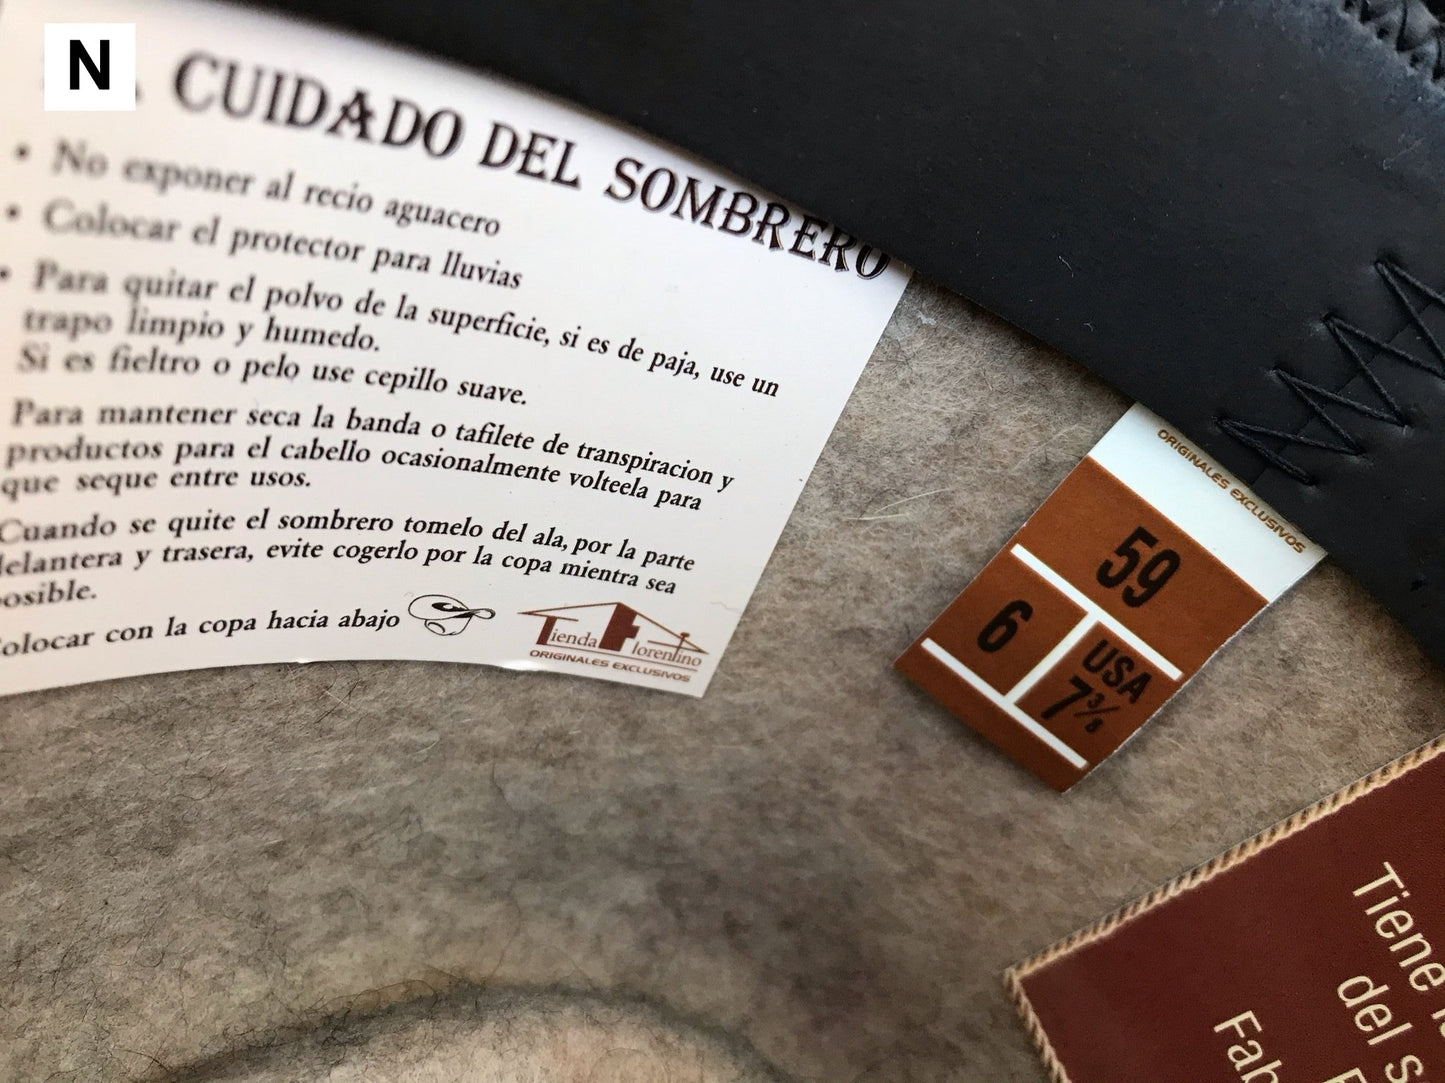 N
CUIDADO DEL SOMBRERO
• No exponer al recio aguacero
• Colocar el protector para lluvias
• Para quitar el polvo de la superficie, si es de paja, use un
trapo limpio y humedo.
Si es fieltro o pelo use cepillo suave.
Para mantener seca la banda o tafilete de transpiracion y
productos para el cabello ocasionalmente volteela para
que seque entre usos.
Cuando se quite el sombrero tomelo del ala, por la parte
delantera y trasera, evite cogerlo por la copa mientra sea
posible.
Colocar con la copa hacia abajo
Tienda Florentino
ORIGINALES EXCLUSIVOS
ORIGINALES EXCLUSIVOS
59
6
USA
7 3/8
Tiene
del s
Fab